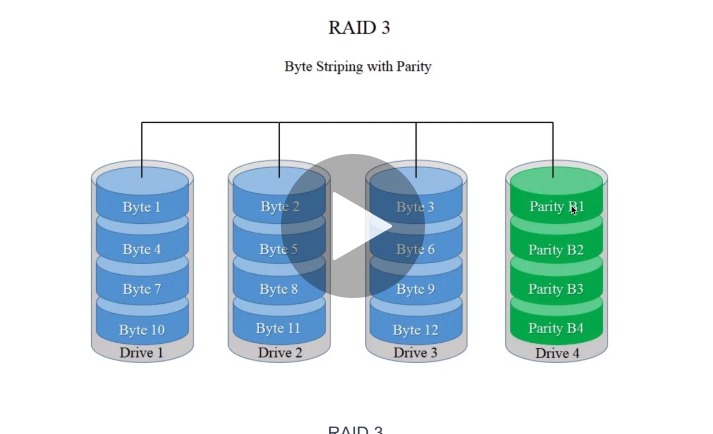 RAID 3
Byte Striping with Parity
Byte 1 Byte 2 Byte 3 Parity B1
Byte 4 Byte 5 Byte 6 Parity B2
Byte 7 Byte 8 Byte 9 Parity B3
Byte 10 Byte 11 Byte 12 Parity B4
Drive 1 Drive 2 Drive 3 Drive 4
RAID 3